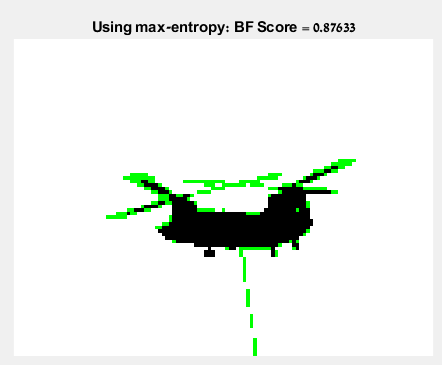 Using max-entropy: BF Score = 0.87633